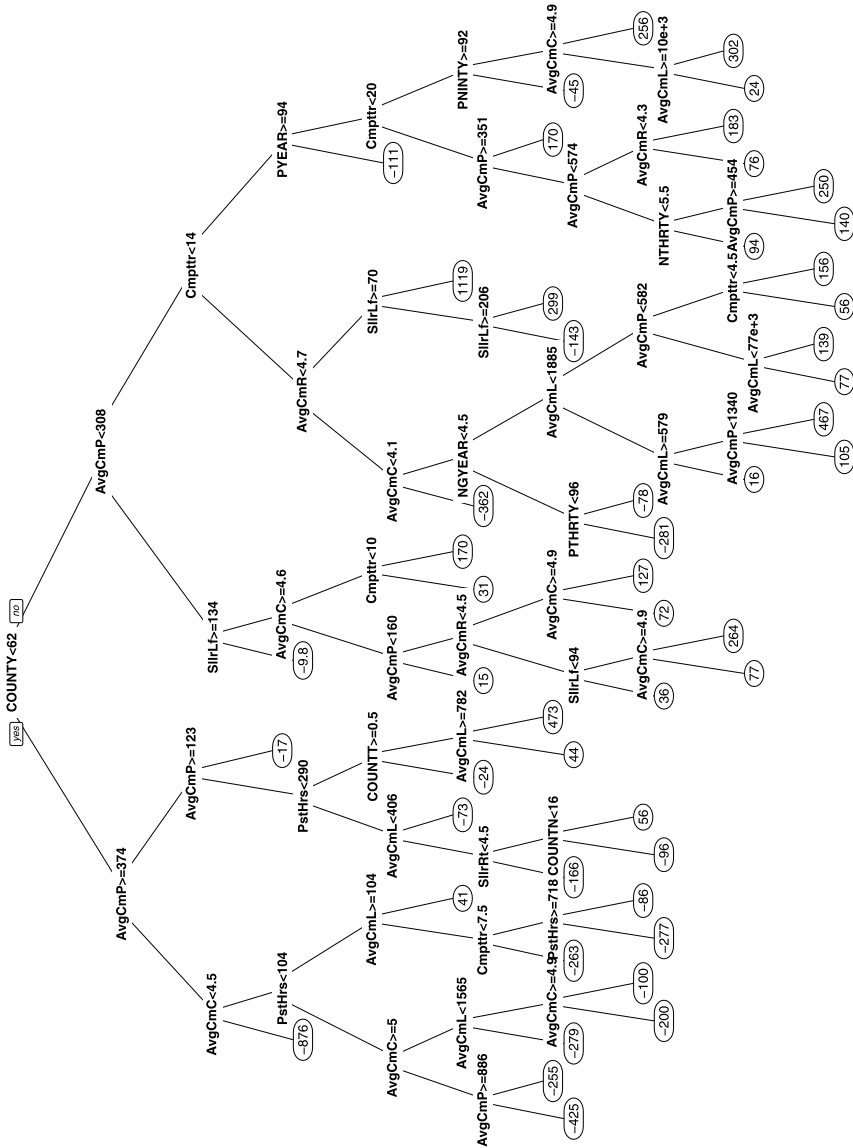 COUNTY<62
yes
no
AvgCmP>=374
AvgCmP<308
AvgCmC<4.5
AvgCmP>=123
SllrLf>=134
Cmpttr<14
−876
PstHrs<104
PstHrs<290
−17
−9.8
AvgCmC>=4.6
AvgCmR<4.7
PYEAR>=94
AvgCmC>=5
AvgCmL>=104
AvgCmL<406
COUNTT>=0.5
AvgCmP<160
Cmpttr<10
AvgCmC<4.1
SllrLf>=70
−111
Cmpttr<20
AvgCmP>=886
AvgCmL<1565
Cmpttr<7.5
41
SllrRt<4.5
−73
−24
AvgCmL>=782
15
AvgCmR<4.5
31
170
−362
NGYEAR<4.5
SllrLf>=206
1119
AvgCmP>=351
PNINTY>=92
−425
−255
−279
AvgCmC>=4.9
−263
PstHrs>=718
−166
COUNTN<16
44
473
SllrLf<94
AvgCmC>=4.9
PTHRTY<96
AvgCmL<1885
−143
299
AvgCmP<574
170
−45
AvgCmC>=4.9
−200
−100
−277
−86
−96
56
36
AvgCmC>=4.9
72
127
−281
−78
AvgCmL>=579
AvgCmP<582
NTHRTY<5.5
AvgCmR<4.3
AvgCmL>=10e+3
256
77
264
16
AvgCmP<1340
AvgCmL<77e+3
Cmpttr<4.5
94
AvgCmP>=454
76
183
24
302
105
467
77
139
56
156
140
250